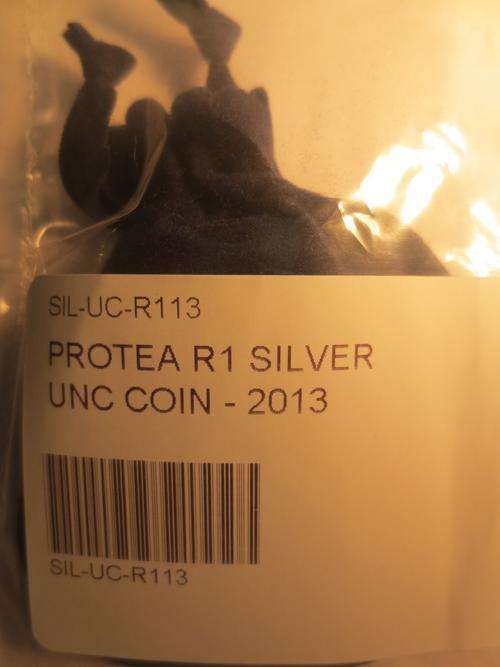 SIL-UC-R113
PROTEA R1 SILVER
UNC COIN - 2013
SIL-UC-R113